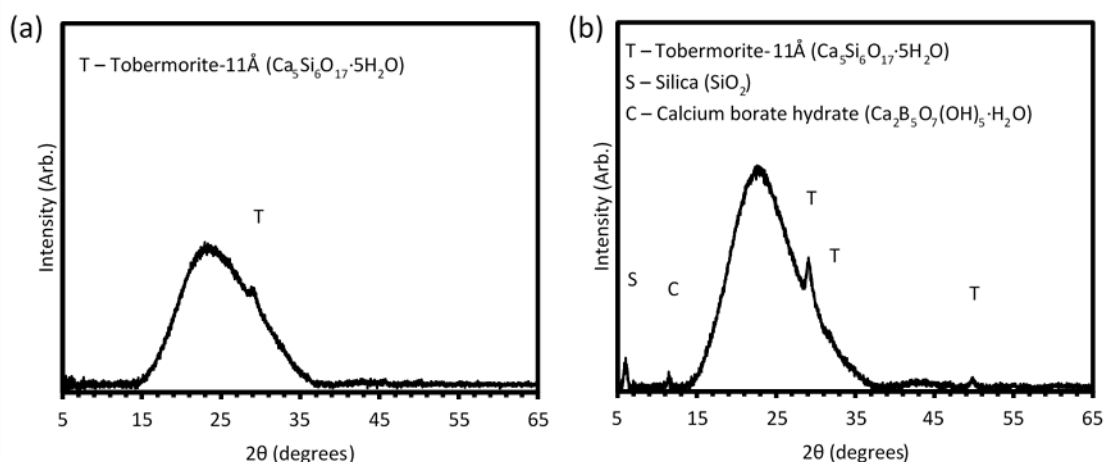 (a)
T – Tobermorite-11Å (Ca₅Si₆O₁₇·5H₂O)
T
Intensity (Arb.)
5 15 25 35 45 55 65
2θ (degrees)
(b)
T – Tobermorite- 11Å (Ca₅Si₆O₁₇·5H₂O)
S – Silica (SiO₂)
C – Calcium borate hydrate (Ca₂B₅O₇(OH)₅·H₂O)
T
T
S
C
T
Intensity (Arb.)
5 15 25 35 45 55 65
2θ (degrees)